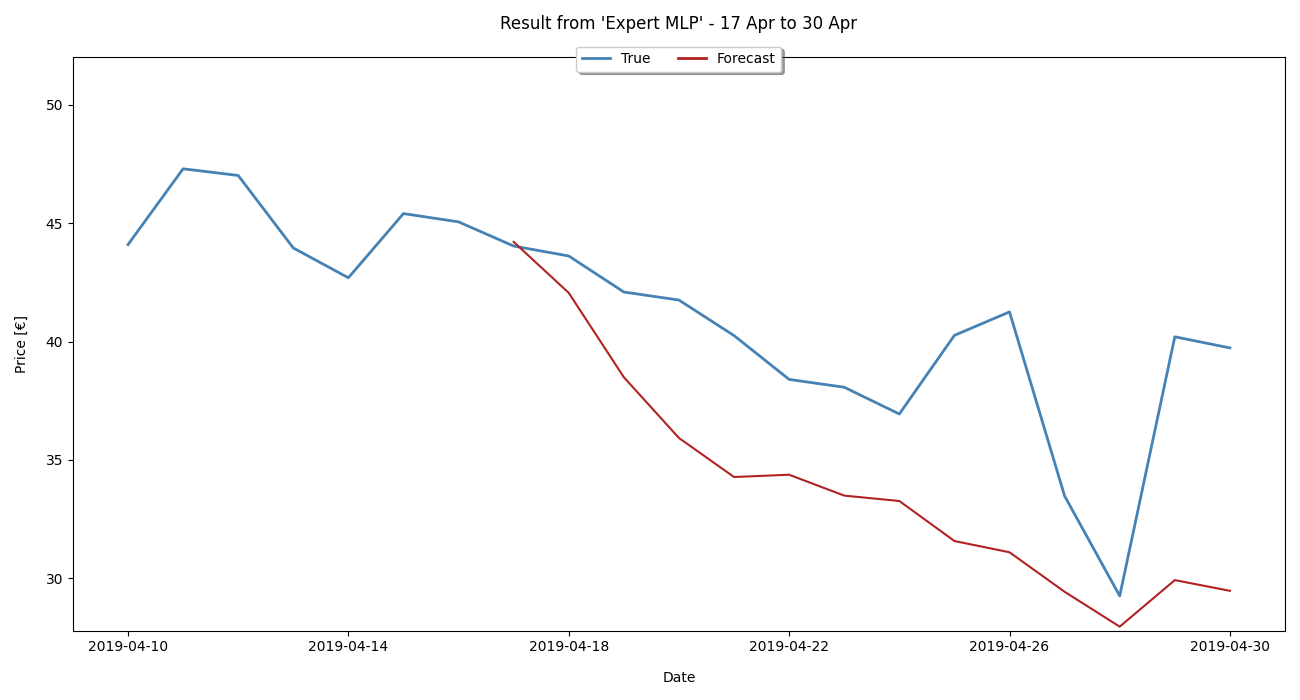 Result from 'Expert MLP' - 17 Apr to 30 Apr
True Forecast
50
45
40
35
30
Price [€]
2019-04-10 2019-04-14 2019-04-18 2019-04-22 2019-04-26 2019-04-30
Date